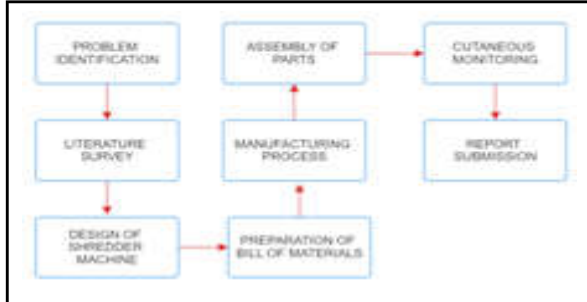 PROBLEM
IDENTIFICATION
LITERATURE
SURVEY
DESIGN OF
SHREDDER
MACHINE
PREPARATION OF
BILL OF MATERIALS
MANUFACTURING
PROCESS
ASSEMBLY OF
PARTS
CUTANEOUS
MONITORING
REPORT
SUBMISSION